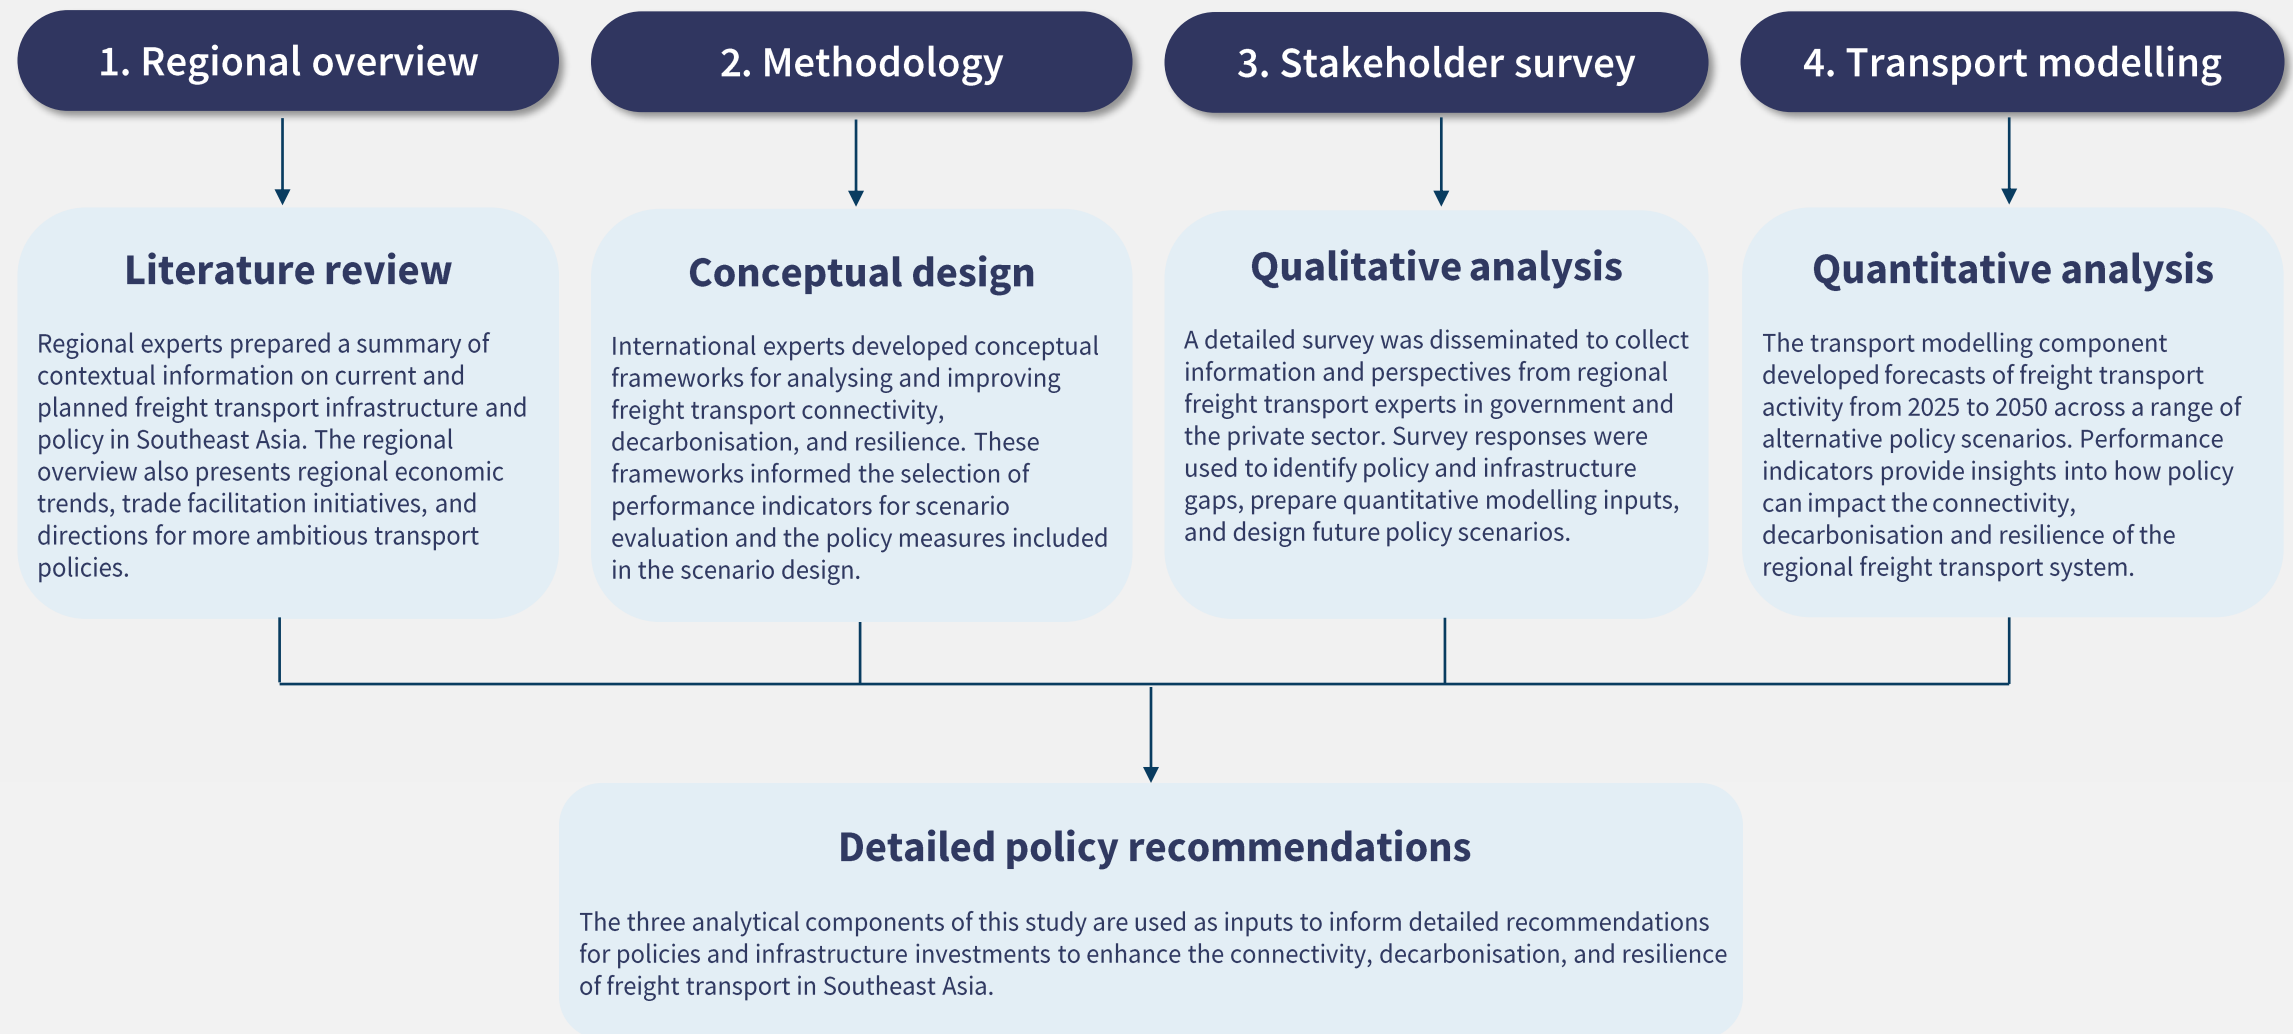 1. Regional overview
2. Methodology
3. Stakeholder survey
4. Transport modelling
Literature review
Regional experts prepared a summary of
contextual information on current and
planned freight transport infrastructure and
policy in Southeast Asia. The regional
overview also presents regional economic
trends, trade facilitation initiatives, and
directions for more ambitious transport
policies.
Conceptual design
International experts developed conceptual
frameworks for analysing and improving
freight transport connectivity,
decarbonisation, and resilience. These
frameworks informed the selection of
performance indicators for scenario
evaluation and the policy measures included
in the scenario design.
Qualitative analysis
A detailed survey was disseminated to collect
information and perspectives from regional
freight transport experts in government and
the private sector. Survey responses were
used to identify policy and infrastructure
gaps, prepare quantitative modelling inputs,
and design future policy scenarios.
Quantitative analysis
The transport modelling component
developed forecasts of freight transport
activity from 2025 to 2050 across a range of
alternative policy scenarios. Performance
indicators provide insights into how policy
can impact the connectivity,
decarbonisation and resilience of the
regional freight transport system.
Detailed policy recommendations
The three analytical components of this study are used as inputs to inform detailed recommendations
for policies and infrastructure investments to enhance the connectivity, decarbonisation, and resilience
of freight transport in Southeast Asia.